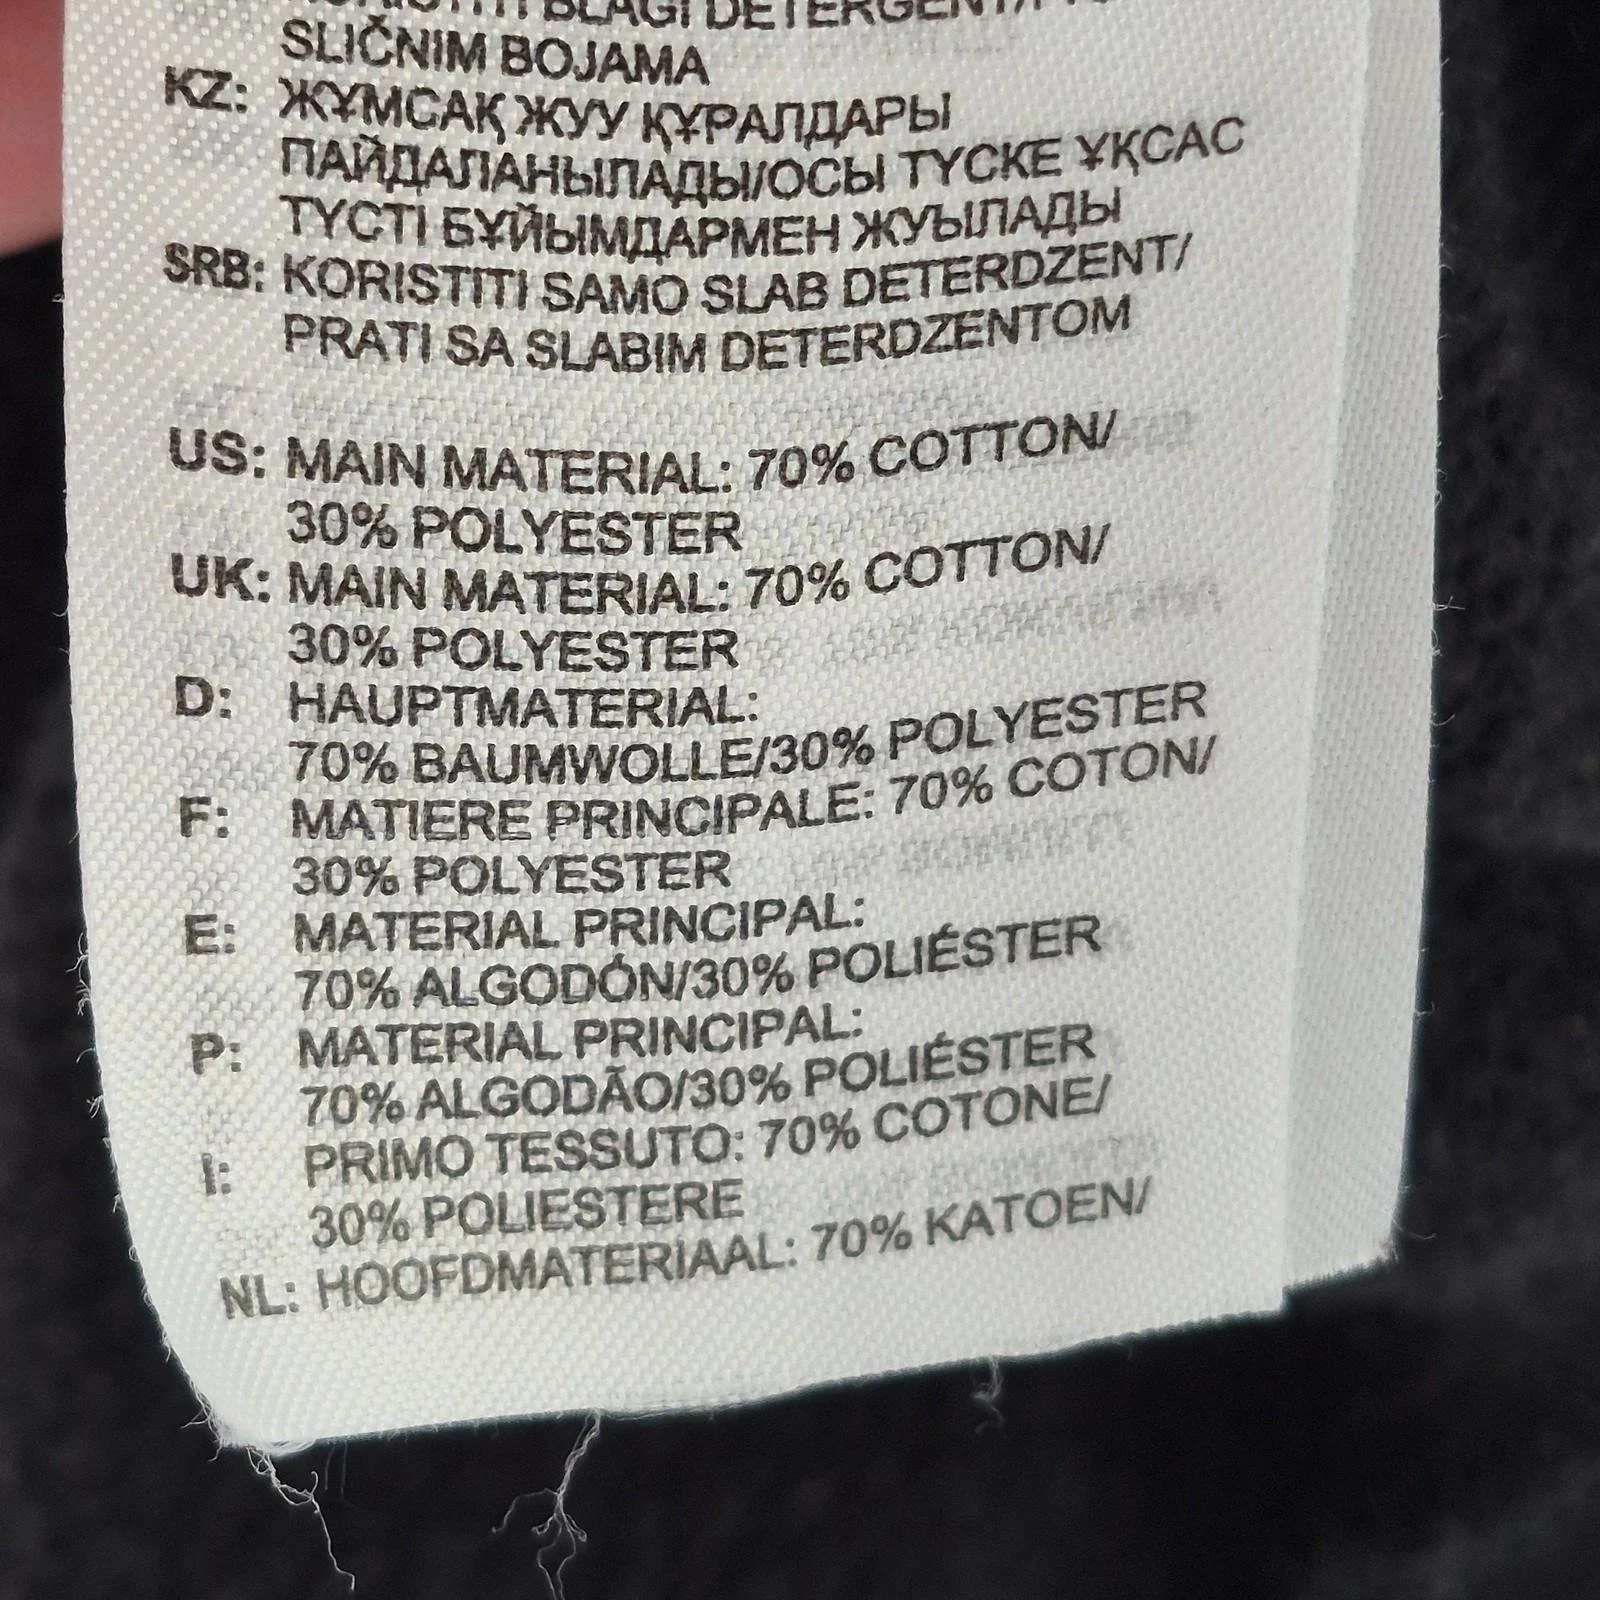 BLAGI DETERGENT/
SLIČNIM BOJAMA
KZ: ЖҰМСАҚ ЖУУ ҚҰРАЛДАРЫ
ПАЙДАЛАНЫЛАДЫ/ОСЫ ТҮСКЕ ҰҚСАС
ТҮСТІ БҰЙЫМДАРМЕН ЖУЫЛАДЫ
SRB: KORISTITI SAMO SLAB DETERDZENT/
PRATI SA SLABIM DETERDZENTOM
US: MAIN MATERIAL: 70% COTTON/
30% POLYESTER
UK: MAIN MATERIAL: 70% COTTON/
30% POLYESTER
D: HAUPTMATERIAL:
70% BAUMWOLLE/30% POLYESTER
F: MATIERE PRINCIPALE: 70% COTON/
30% POLYESTER
E: MATERIAL PRINCIPAL:
70% ALGODÓN/30% POLIÉSTER
P: MATERIAL PRINCIPAL:
70% ALGODÃO/30% POLIÉSTER
I: PRIMO TESSUTO: 70% COTONE/
30% POLIESTERE
NL: HOOFDMATERIAAL: 70% KATOEN/